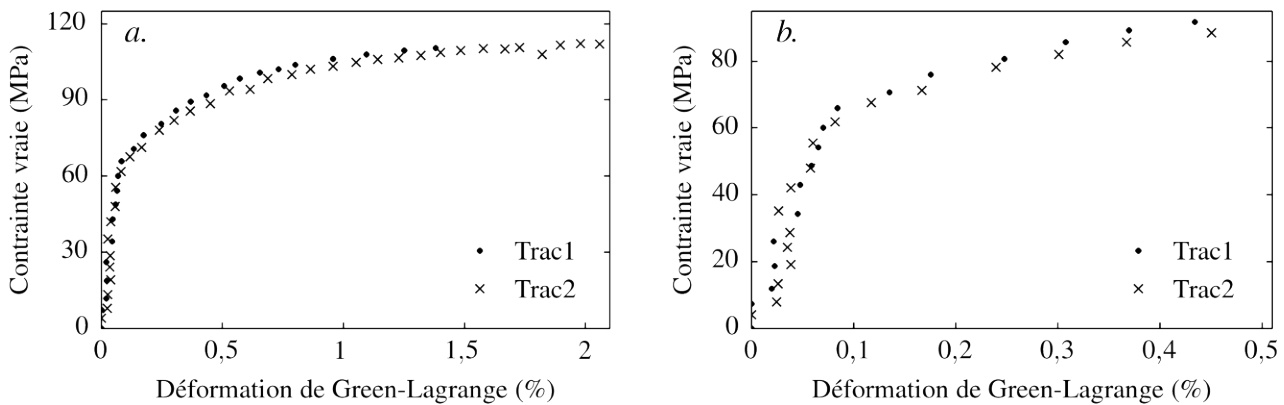 a.
Contrainte vraie (MPa)
120
90
60
30
0
Trac1
Trac2
0
0,5
1
1,5
2
Déformation de Green-Lagrange (%)
b.
Contrainte vraie (MPa)
80
60
40
20
0
Trac1
Trac2
0
0,1
0,2
0,3
0,4
0,5
Déformation de Green-Lagrange (%)